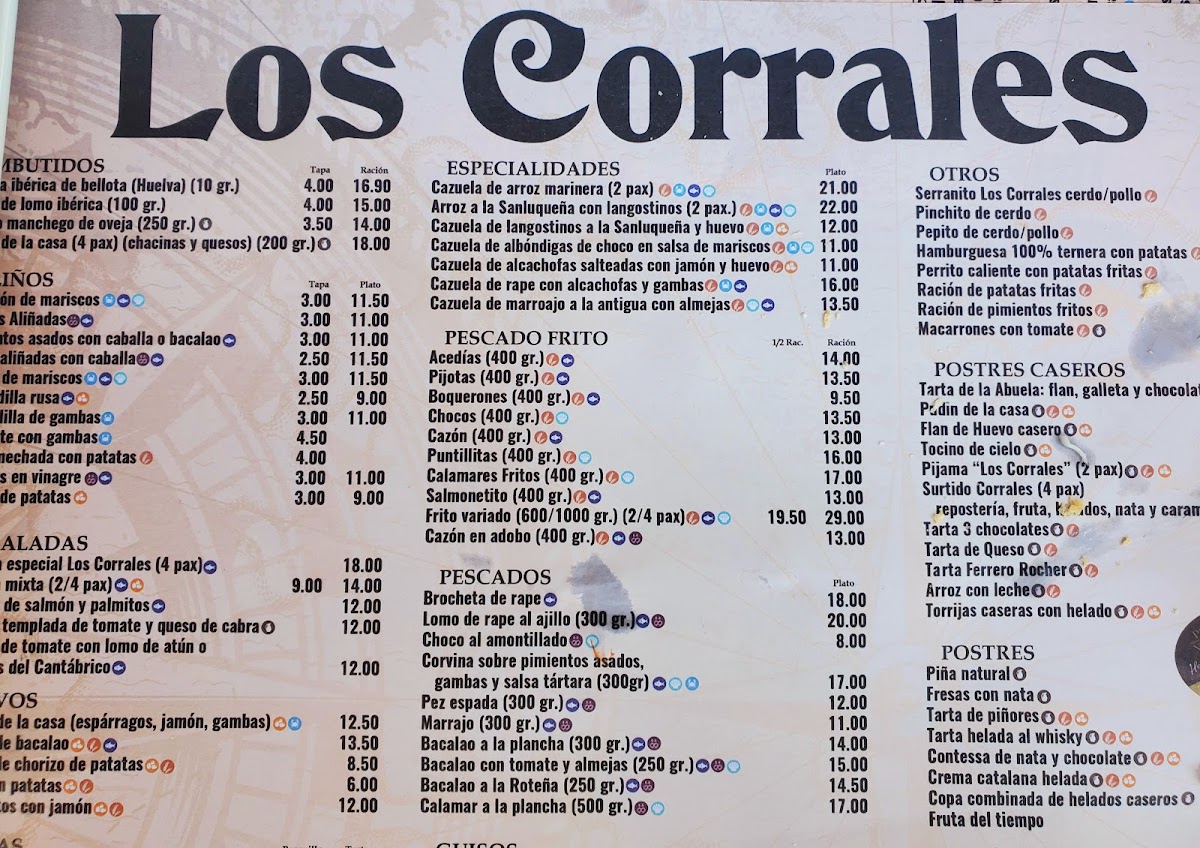 Los Corrales
MBUTIDOS
Tapa Ración
a ibérica de bellota (Huelva) (10 gr.) 4.00 16.90
de lomo ibérica (100 gr.) 4.00 15.00
o manchego de oveja (250 gr.) 3.50 14.00
de la casa (4 pax) (chacinas y quesos) (200 gr.) 18.00
IÑOS
Tapa Plato
ón de mariscos 3.00 11.50
s Aliñadas 3.00 11.00
ntos asados con caballa o bacalao 3.00 11.00
aliñadas con caballa 2.50 11.50
de mariscos 3.00 11.50
dilla rusa 2.50 9.00
dilla de gambas 3.00 11.00
te con gambas 4.50
mechada con patatas 4.00
s en vinagre 3.00 11.00
de patatas 3.00 9.00
ALADAS
a especial Los Corrales (4 pax) 18.00
mixta (2/4 pax) 9.00 14.00
de salmón y palmitos 12.00
templada de tomate y queso de cabra 12.00
de tomate con lomo de atún o
s del Cantábrico 12.00
VOS
de la casa (espárragos, jamón, gambas) 12.50
de bacalao 13.50
de chorizo de patatas 8.50
n patatas 6.00
tos con jamón 12.00
ESPECIALIDADES
Plato
Cazuela de arroz marinera (2 pax) 21.00
Arroz a la Sanluqueña con langostinos (2 pax.) 22.00
Cazuela de langostinos a la Sanluqueña y huevo 12.00
Cazuela de albóndigas de choco en salsa de mariscos 11.00
Cazuela de alcachofas salteadas con jamón y huevo 11.00
Cazuela de rape con alcachofas y gambas 16.00
Cazuela de marroajo a la antigua con almejas 13.50
PESCADO FRITO
1/2 Rac. Ración
Acedías (400 gr.) 14.00
Pijotas (400 gr.) 13.50
Boquerones (400 gr.) 9.50
Chocos (400 gr.) 13.50
Cazón (400 gr.) 13.00
Puntillitas (400 gr.) 16.00
Calamares Fritos (400 gr.) 17.00
Salmonetito (400 gr.) 13.00
Frito variado (600/1000 gr.) (2/4 pax) 19.50 29.00
Cazón en adobo (400 gr.) 13.00
PESCADOS
Plato
Brocheta de rape 18.00
Lomo de rape al ajillo (300 gr.) 20.00
Choco al amontillado 8.00
Corvina sobre pimientos asados,
gambas y salsa tártara (300gr) 17.00
Pez espada (300 gr.) 12.00
Marrajo (300 gr.) 11.00
Bacalao a la plancha (300 gr.) 14.00
Bacalao con tomate y almejas (250 gr.) 15.00
Bacalao a la Roteña (250 gr.) 14.50
Calamar a la plancha (500 gr.) 17.00
GUISOS
OTROS
Serranito Los Corrales cerdo/pollo
Pinchito de cerdo
Pepito de cerdo/pollo
Hamburguesa 100% ternera con patatas
Perrito caliente con patatas fritas
Ración de patatas fritas
Ración de pimientos fritos
Macarrones con tomate
POSTRES CASEROS
Tarta de la Abuela: flan, galleta y chocolat
Pudin de la casa
Flan de Huevo casero
Tocino de cielo
Pijama "Los Corrales" (2 pax)
Surtido Corrales (4 pax)
repostería, fruta, helados, nata y caram
Tarta 3 chocolates
Tarta de Queso
Tarta Ferrero Rocher
Arroz con leche
Torrijas caseras con helado
POSTRES
Piña natural
Fresas con nata
Tarta de piñores
Tarta helada al whisky
Contessa de nata y chocolate
Crema catalana helada
Copa combinada de helados caseros
Fruta del tiempo